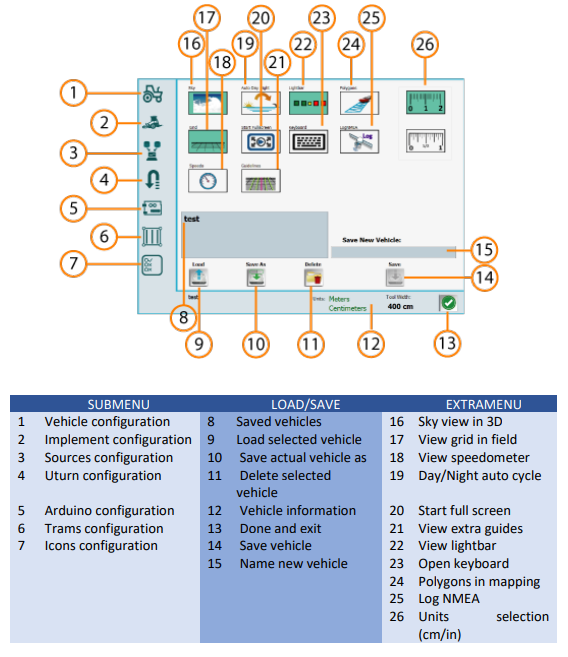 17 20 23 25
16 19 22 24 26
18 21
1
2
3
4
5
6
7
Auto Day Light Lightbar Polygons
0 1 2
Start Fullscreen Keyboard LogNMEA
Log
test
Save New Vehicle:
15
Load Save As Delete Save
14
test Units: Meters Tool Width:
Centimeters 400 cm
8
9 10 11 12 13
SUBMENU LOAD/SAVE EXTRAMENU
1 Vehicle configuration 8 Saved vehicles 16 Sky view in 3D
2 Implement configuration 9 Load selected vehicle 17 View grid in field
3 Sources configuration 10 Save actual vehicle as 18 View speedometer
4 Uturn configuration 11 Delete selected 19 Day/Night auto cycle
vehicle
5 Arduino configuration 12 Vehicle information 20 Start full screen
6 Trams configuration 13 Done and exit 21 View extra guides
7 Icons configuration 14 Save vehicle 22 View lightbar
15 Name new vehicle 23 Open keyboard
24 Polygons in mapping
25 Log NMEA
26 Units selection
(cm/in)